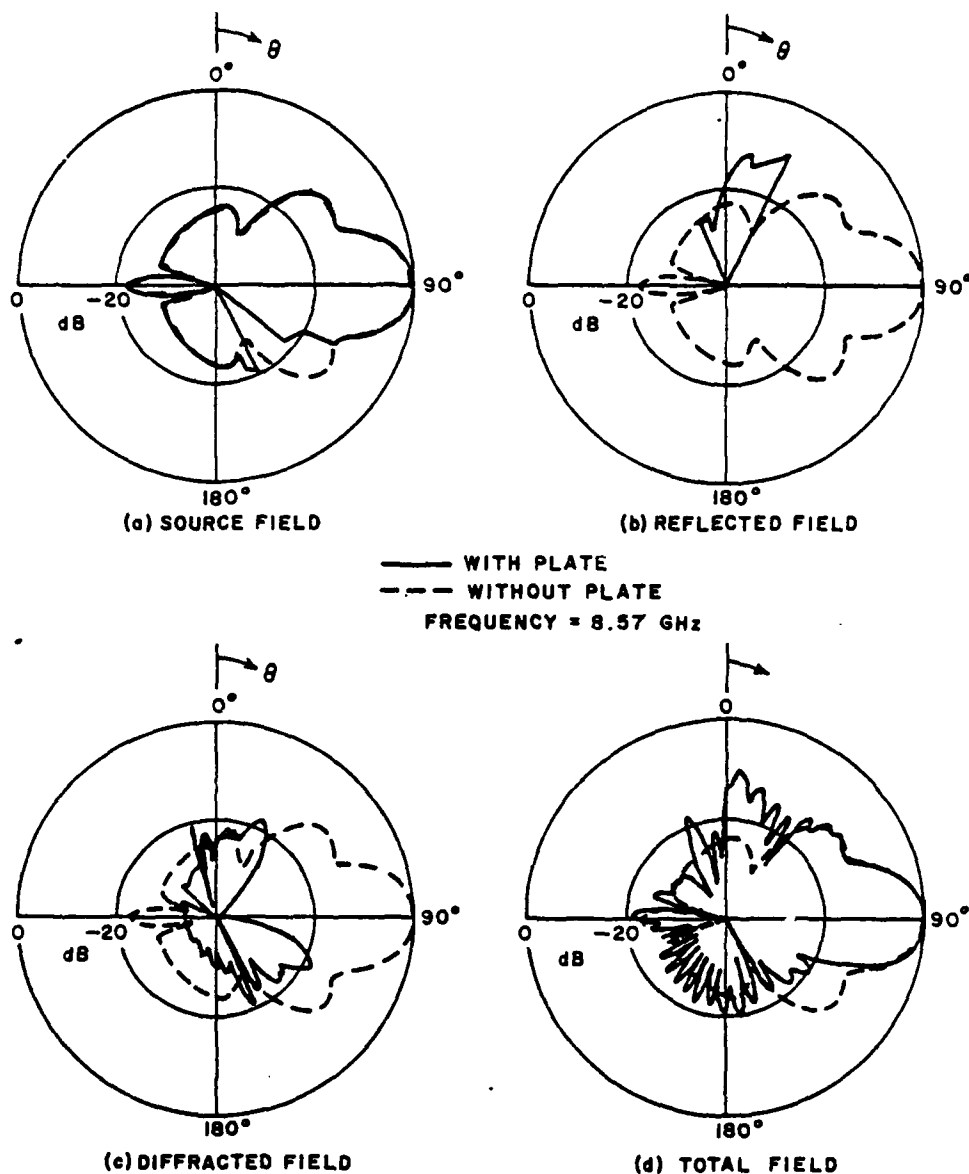 θ
θ
0°
0°
0
-20
dB
90°
0
-20
dB
90°
180°
180°
(a) SOURCE FIELD
(b) REFLECTED FIELD
WITH PLATE
WITHOUT PLATE
FREQUENCY = 8.57 GHz
θ
0°
0
0
-20
dB
90°
0
-20
dB
90°
180°
180°
(c) DIFFRACTED FIELD
(d) TOTAL FIELD